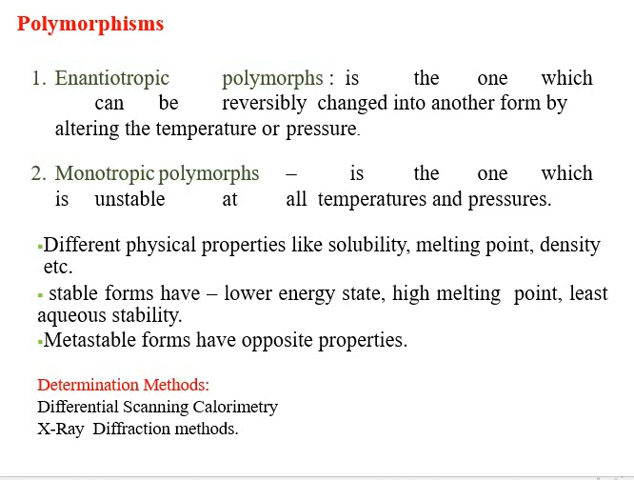 Polymorphisms
1. Enantiotropic polymorphs : is the one which
can be reversibly changed into another form by
altering the temperature or pressure.
2. Monotropic polymorphs – is the one which
is unstable at all temperatures and pressures.
▪Different physical properties like solubility, melting point, density
etc.
▪ stable forms have – lower energy state, high melting point, least
aqueous stability.
▪Metastable forms have opposite properties.
Determination Methods:
Differential Scanning Calorimetry
X-Ray Diffraction methods.